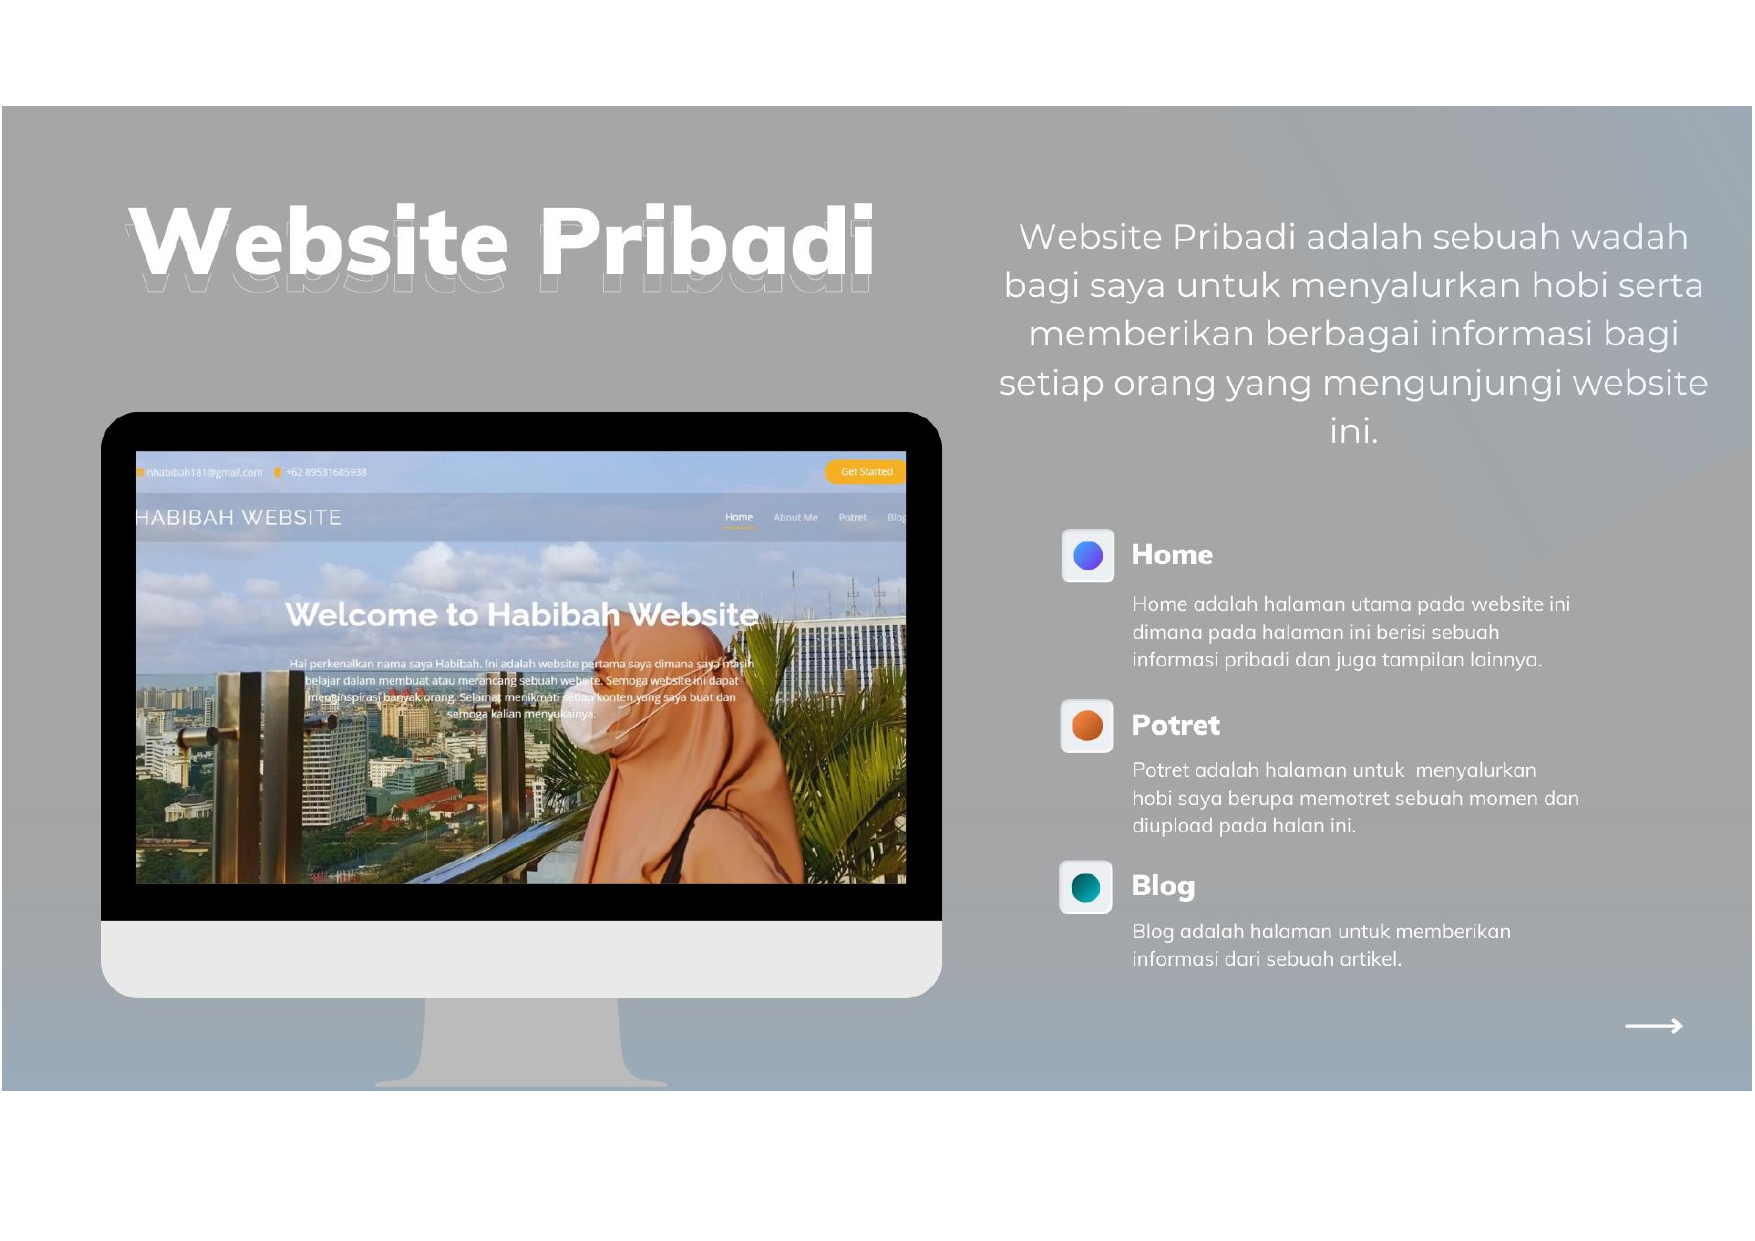 Website Pribadi
Website Pribadi adalah sebuah wadah
bagi saya untuk menyalurkan hobi serta
memberikan berbagai informasi bagi
setiap orang yang mengunjungi website
ini.
nhabibah181@gmail.com +62 89531685938 Get Started
HABIBAH WEBSITE Home About Me Potret Blog
Welcome to Habibah Website
Hai perkenalkan nama saya Habibah. Ini adalah website pertama saya dimana saya masih
belajar dalam membuat atau merancang sebuah website. Semoga website ini dapat
menginspirasi banyak orang. Selamat menikmati setiap konten yang saya buat dan
semoga kalian menyukainya.
Home
Home adalah halaman utama pada website ini
dimana pada halaman ini berisi sebuah
informasi pribadi dan juga tampilan lainnya.
Potret
Potret adalah halaman untuk  menyalurkan
hobi saya berupa memotret sebuah momen dan
diupload pada halan ini.
Blog
Blog adalah halaman untuk memberikan
informasi dari sebuah artikel.